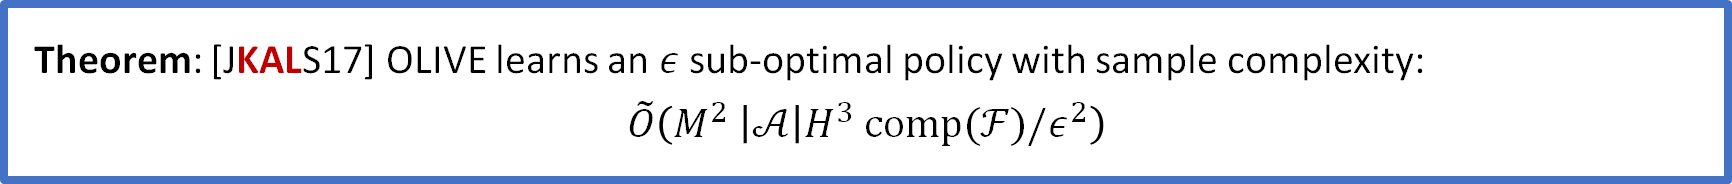 Theorem: [JKALS17] OLIVE learns an ϵ sub-optimal policy with sample complexity:
Õ(M² |𝒜|H³ comp(ℱ)/ϵ²)